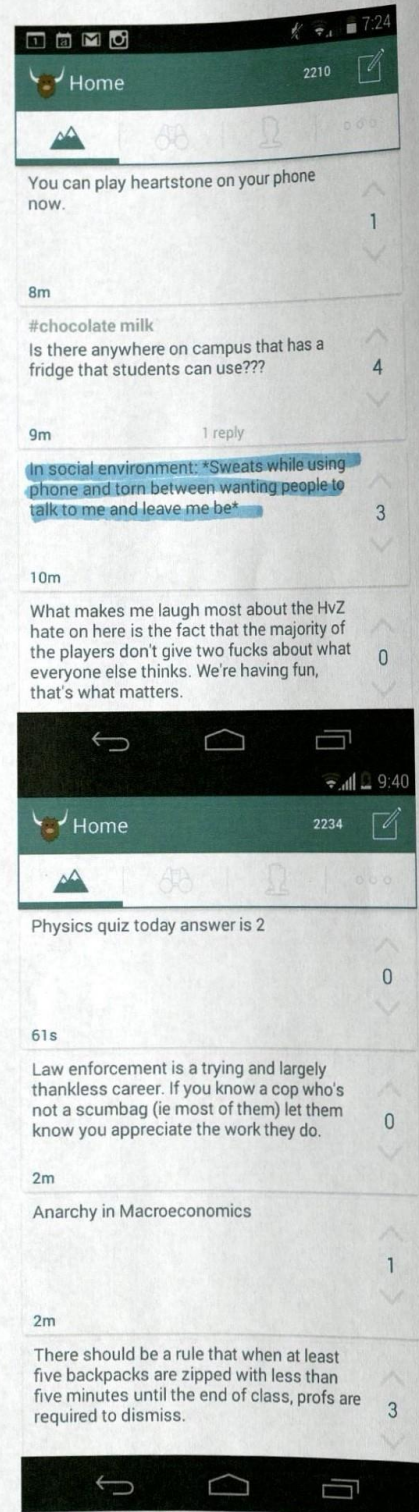 7:24
Home
2210
You can play heartstone on your phone
now.
1
8m
#chocolate milk
Is there anywhere on campus that has a
fridge that students can use???
4
9m
1 reply
In social environment: *Sweats while using
phone and torn between wanting people to
talk to me and leave me be*
3
10m
What makes me laugh most about the HvZ
hate on here is the fact that the majority of
the players don't give two fucks about what
everyone else thinks. We're having fun,
that's what matters.
0
9:40
Home
2234
Physics quiz today answer is 2
0
61s
Law enforcement is a trying and largely
thankless career. If you know a cop who's
not a scumbag (ie most of them) let them
know you appreciate the work they do.
0
2m
Anarchy in Macroeconomics
1
2m
There should be a rule that when at least
five backpacks are zipped with less than
five minutes until the end of class, profs are
required to dismiss.
3